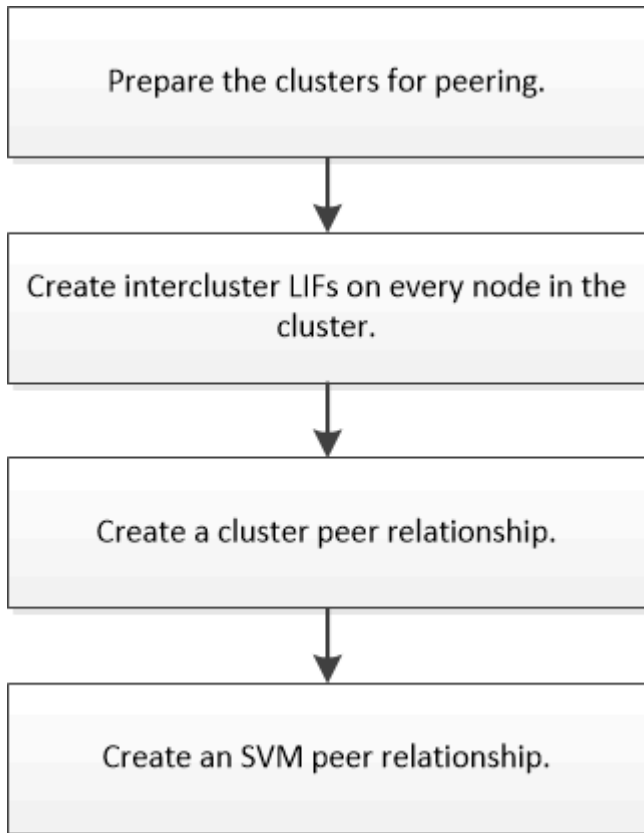 Prepare the clusters for peering.
Create intercluster LIFs on every node in the
cluster.
Create a cluster peer relationship.
Create an SVM peer relationship.